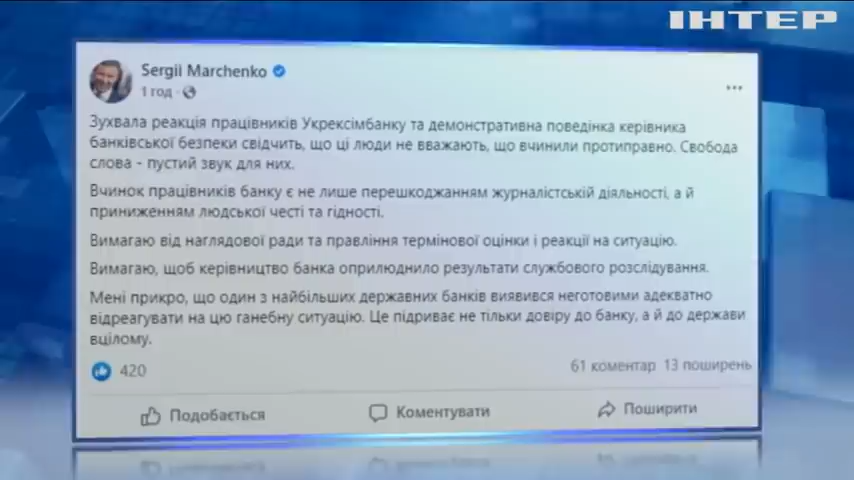 ІНТЕР
Sergii Marchenko
1 год ·
Зухвала реакція працівників Укрексімбанку та демонстративна поведінка керівника
банківської безпеки свідчить, що ці люди не вважають, що вчинили протиправно. Свобода
слова - пустий звук для них.
Вчинок працівників банку є не лише перешкоджанням журналістській діяльності, а й
приниженням людської честі та гідності.
Вимагаю від наглядової ради та правління термінової оцінки і реакції на ситуацію.
Вимагаю, щоб керівництво банка оприлюднило результати службового розслідування.
Мені прикро, що один з найбільших державних банків виявився неготовими адекватно
відреагувати на цю ганебну ситуацію. Це підриває не тільки довіру до банку, а й до держави
вцілому.
420
61 коментар 13 поширень
Подобається
Коментувати
Поширити